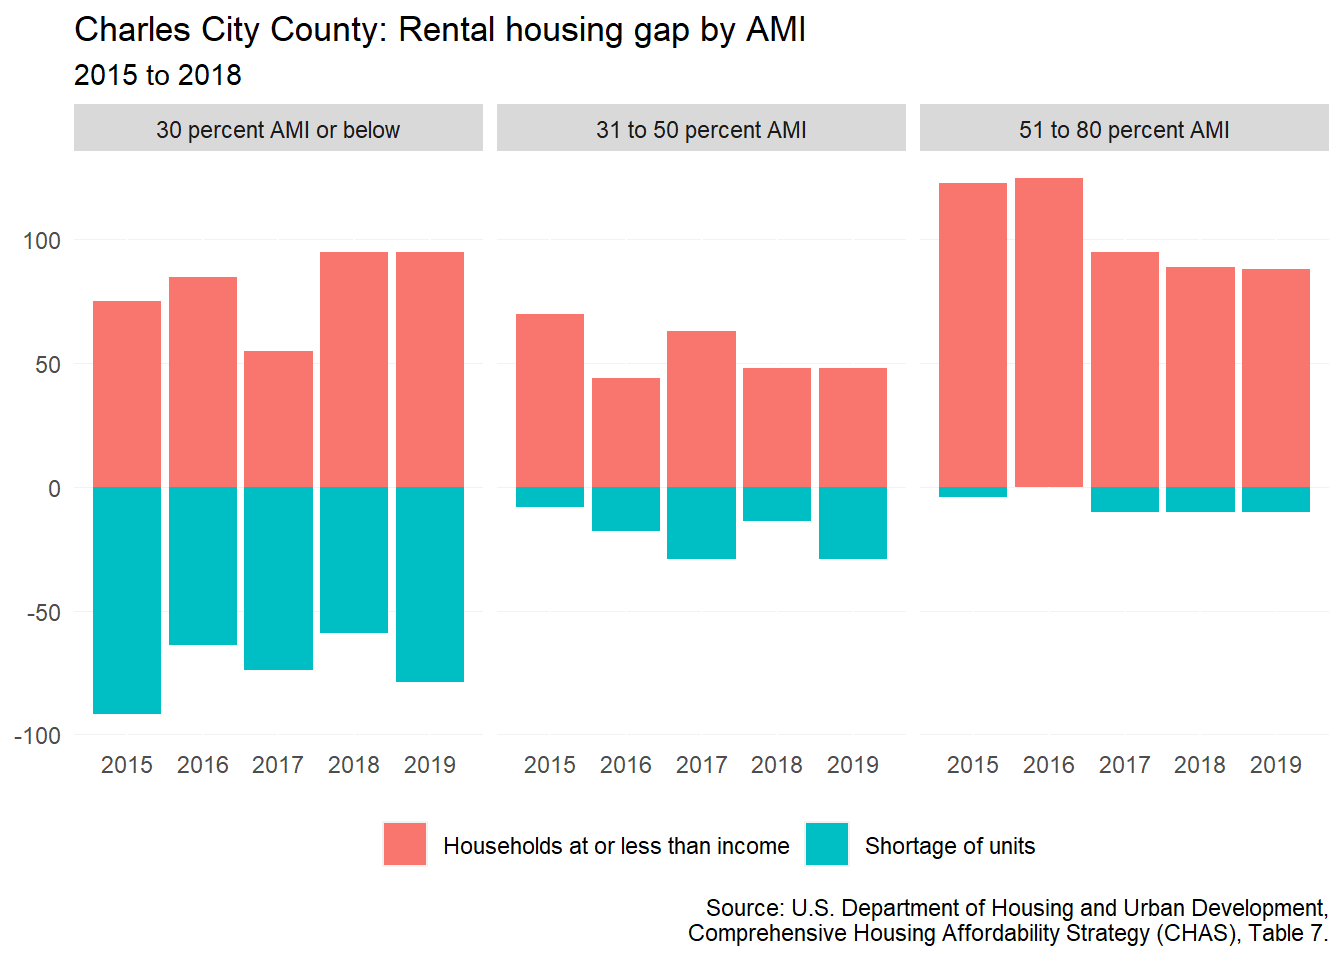 Charles City County: Rental housing gap by AMI
2015 to 2018
30 percent AMI or below
31 to 50 percent AMI
51 to 80 percent AMI
100
50
0
-50
-100
2015 2016 2017 2018 2019
2015 2016 2017 2018 2019
2015 2016 2017 2018 2019
Households at or less than income
Shortage of units
Source: U.S. Department of Housing and Urban Development,
Comprehensive Housing Affordability Strategy (CHAS), Table 7.